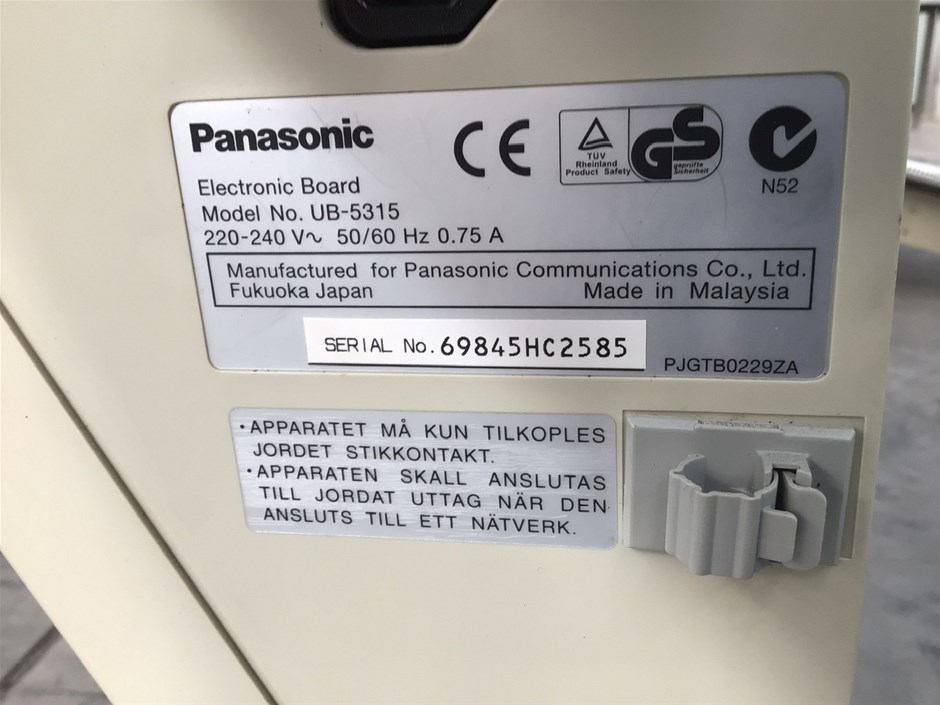 Panasonic
CE
TÜV
Rheinland
Product Safety
GS
geprüfte
Sicherheit
N52
Electronic Board
Model No. UB-5315
220-240 V∿ 50/60 Hz 0.75 A
Manufactured for Panasonic Communications Co., Ltd.
Fukuoka Japan Made in Malaysia
SERIAL No. 69845HC2585
PJGTB0229ZA
•APPARATET MÅ KUN TILKOPLES
JORDET STIKKONTAKT.
•APPARATEN SKALL ANSLUTAS
TILL JORDAT UTTAG NÄR DEN
ANSLUTS TILL ETT NÄTVERK.